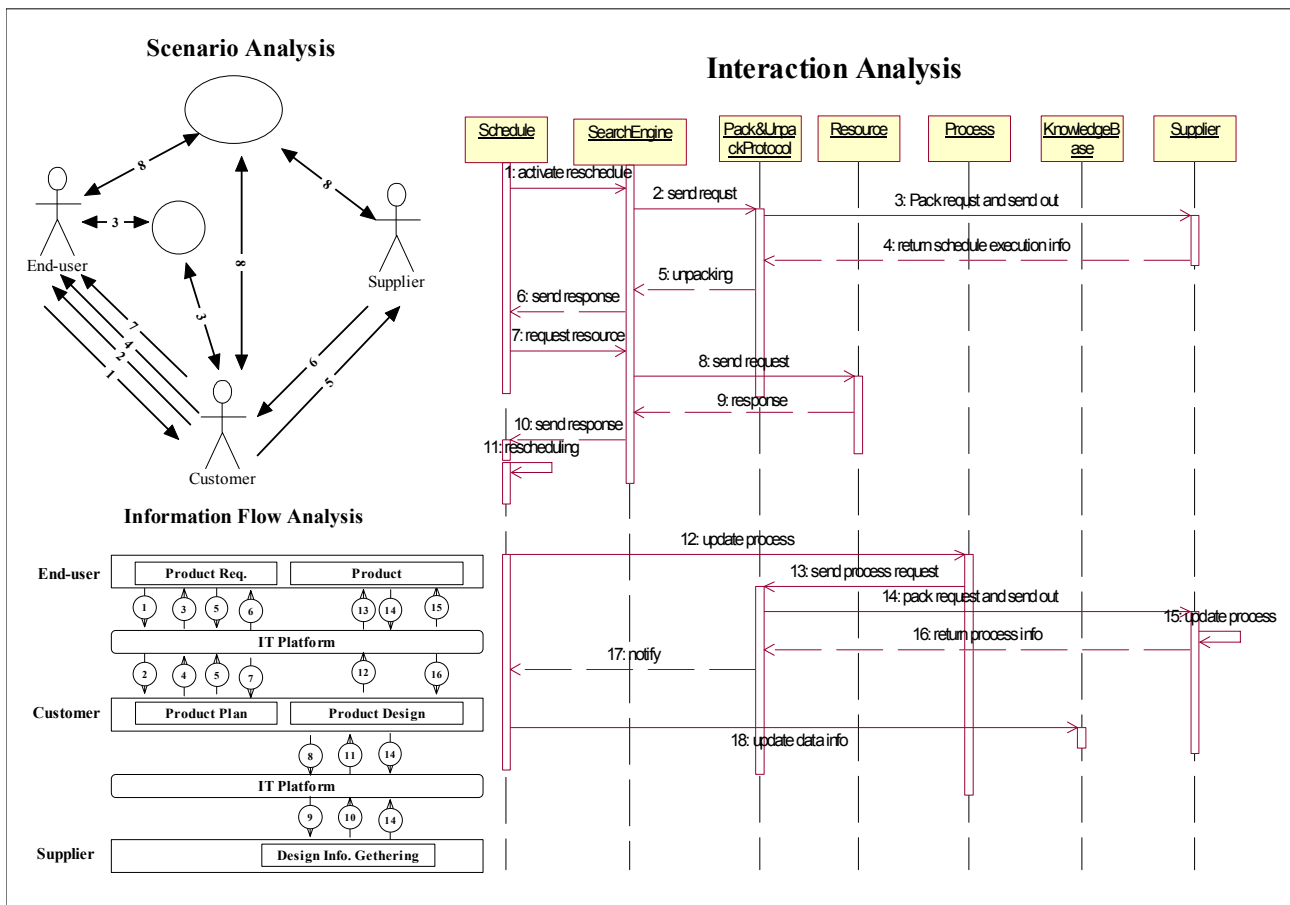 Scenario Analysis
8
8
3
End-user
Supplier
8
3
7
4
2
1
6
5
Customer
Information Flow Analysis
End-user
Product Req.
Product
1
3
5
6
13
14
15
IT Platform
2
4
5
7
12
16
Customer
Product Plan
Product Design
8
11
14
IT Platform
9
10
14
Supplier
Design Info. Gethering
Interaction Analysis
Schedule
SearchEngine
Pack&Unpa
ckProtocol
Resource
Process
KnowledgeB
ase
Supplier
1: activate reschedule
2: send requst
3: Pack requst and send out
4: return schedule execution info
5: unpacking
6: send response
7: request resource
8: send request
9: response
10: send response
11: rescheduling
12: update process
13: send process request
14: pack request and send out
15: update process
16: return process info
17: notify
18: update data info